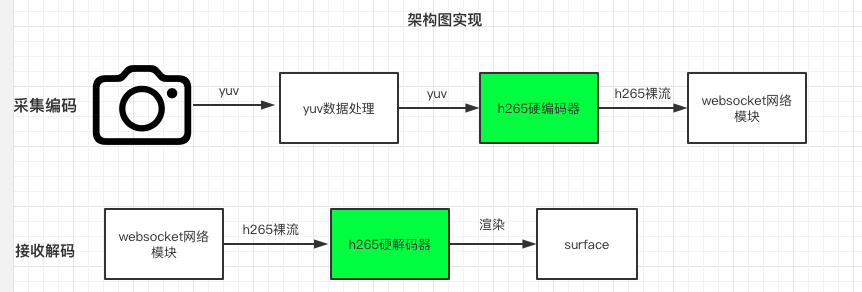 架构图实现
采集编码
yuv
yuv数据处理
yuv
h265硬编码器
h265裸流
websocket网络
模块
接收解码
websocket网络
模块
h265裸流
h265硬解码器
渲染
surface